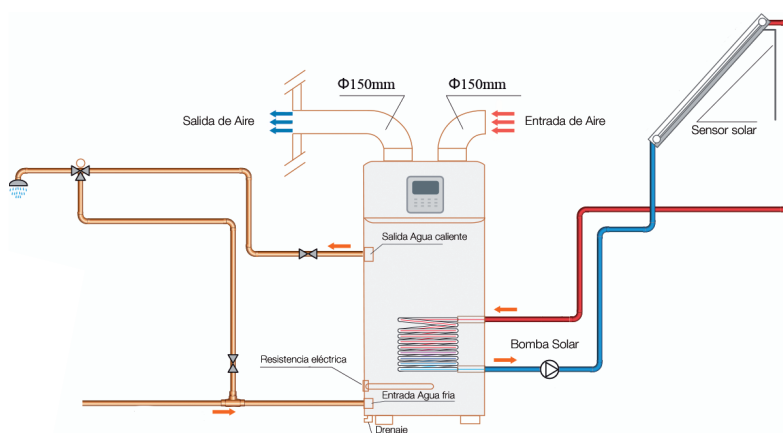 Φ150mm
Φ150mm
Salida de Aire
Entrada de Aire
Sensor solar
Salida Agua caliente
Bomba Solar
Resistencia eléctrica
Entrada Agua fria
Drenaje